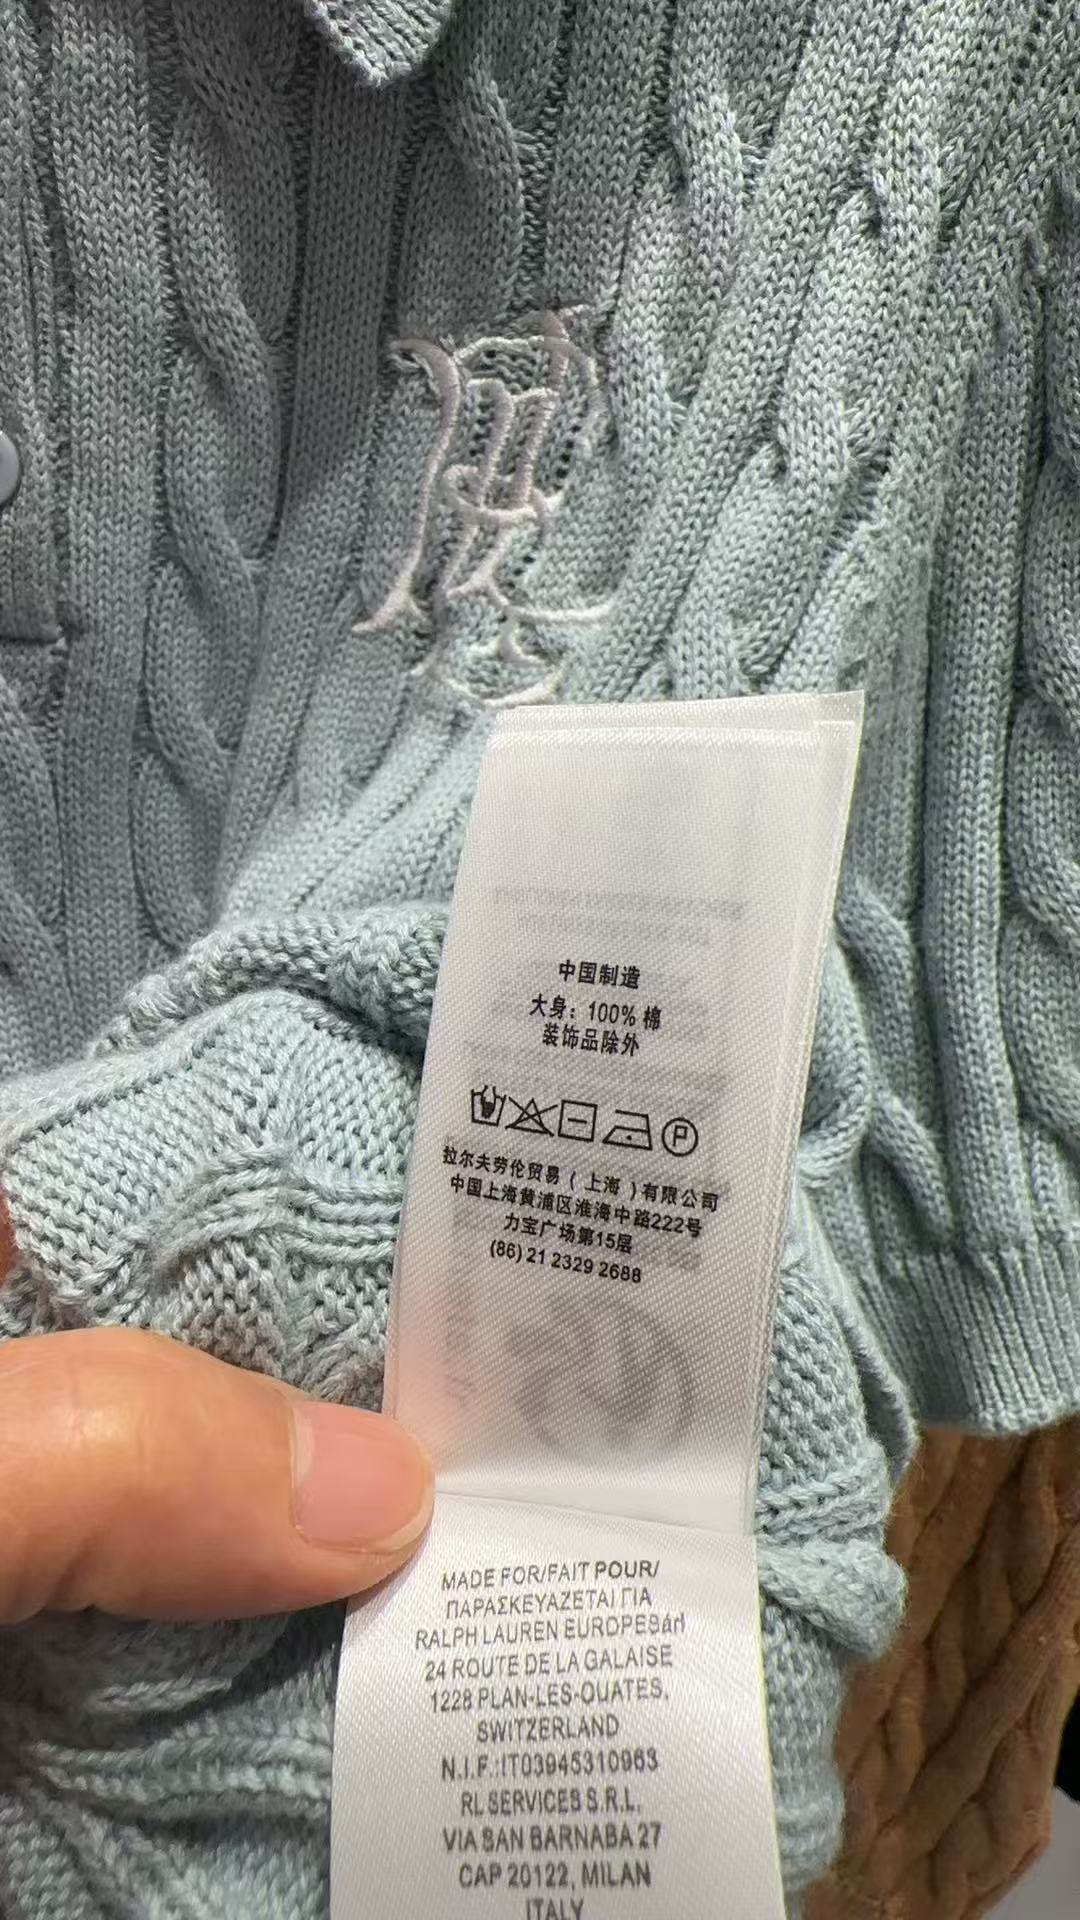 中国制造
大身：100% 棉
装饰品除外
P
拉尔夫劳伦贸易（上海）有限公司
中国上海黄浦区淮海中路222号
力宝广场第15层
(86) 21 2329 2688
MADE FOR/FAIT POUR/
ΠΑΡΑΣΚΕΥΑΖΕΤΑΙ ΓΙΑ
RALPH LAUREN EUROPESárl
24 ROUTE DE LA GALAISE
1228 PLAN-LES-OUATES,
SWITZERLAND
N.I.F.:IT03945310963
RL SERVICES S.R.L.
VIA SAN BARNABA 27
CAP 20122, MILAN
ITALY